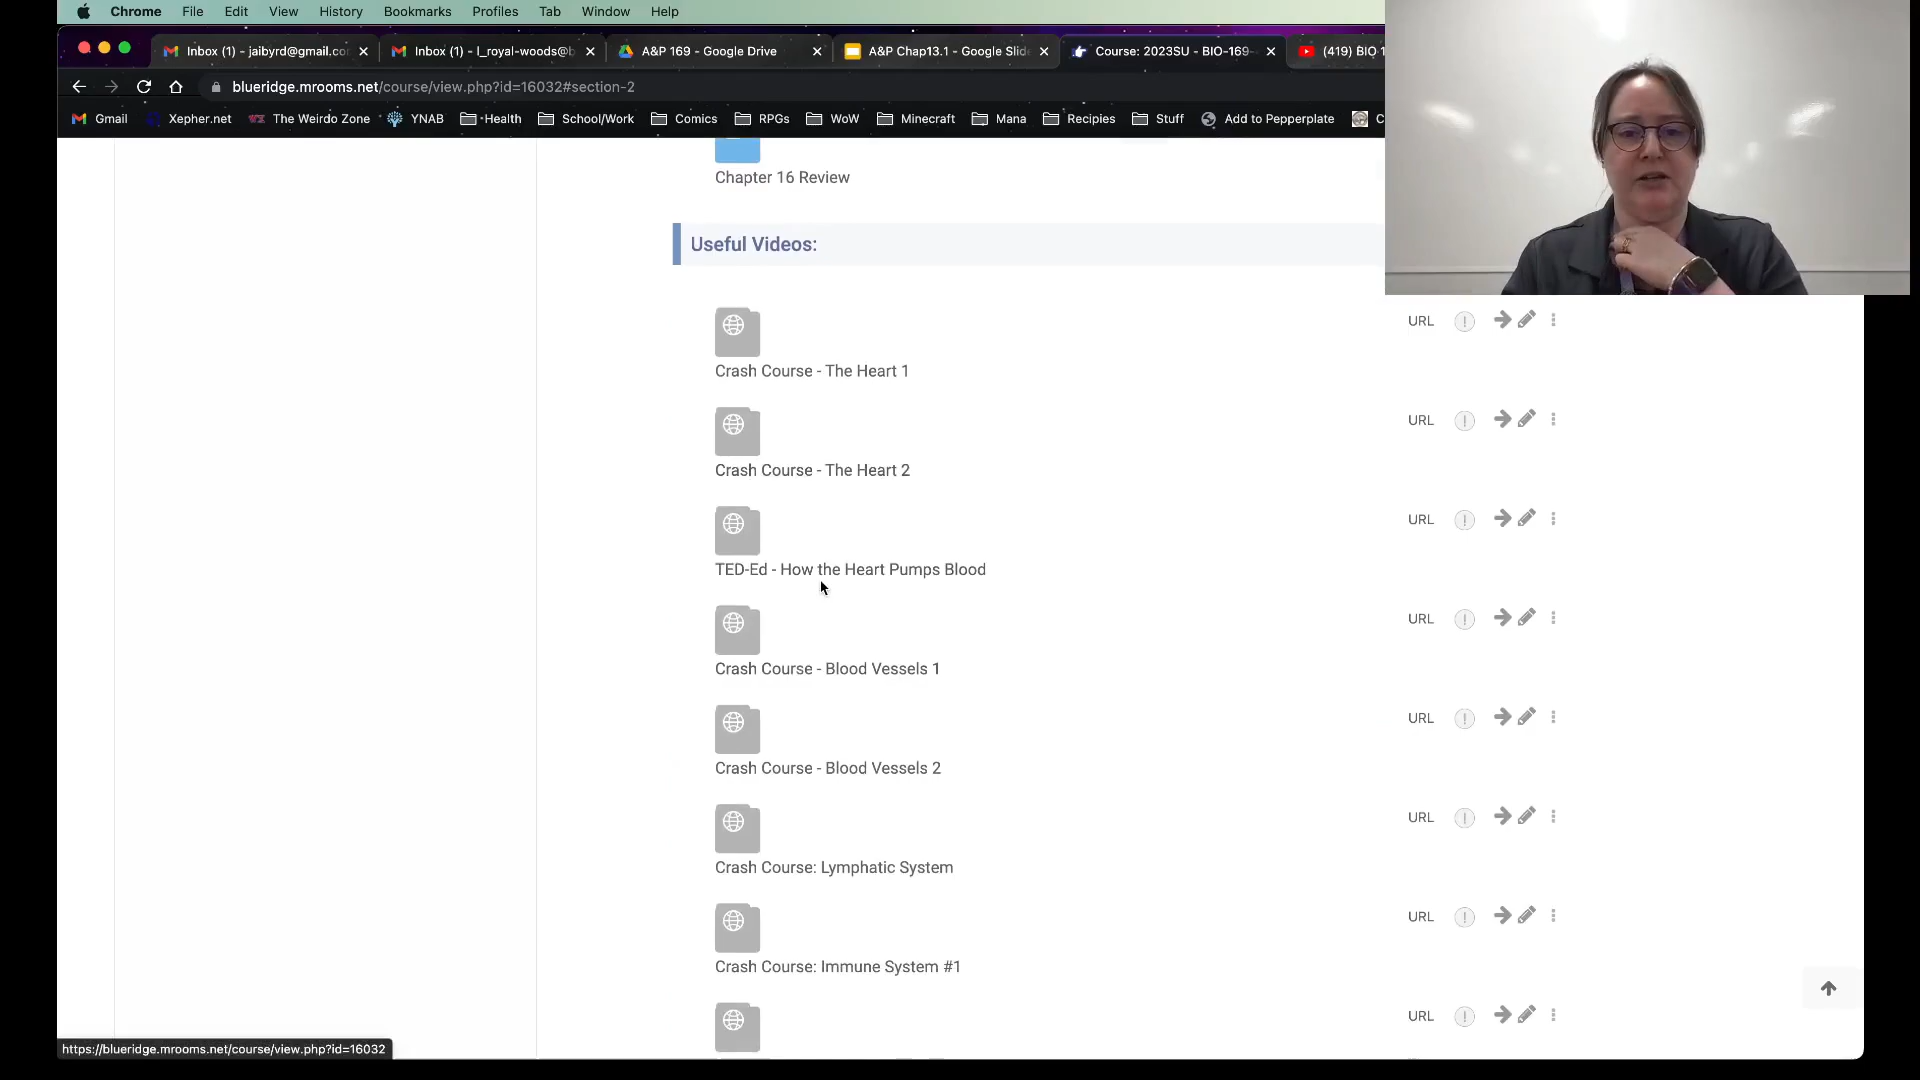 Chrome File Edit View History Bookmarks Profiles Tab Window Help
Inbox (1) - jaibyrd@gmail.co Inbox (1) - l_royal-woods@b A&P 169 - Google Drive A&P Chap13.1 - Google Slide Course: 2023SU - BIO-169- (419) BIO 1
blueridge.mrooms.net/course/view.php?id=16032#section-2
Gmail Xepher.net The Weirdo Zone YNAB Health School/Work Comics RPGs WoW Minecraft Mana Recipies Stuff Add to Pepperplate C
Chapter 16 Review
Useful Videos:
URL
Crash Course - The Heart 1
URL
Crash Course - The Heart 2
URL
TED-Ed - How the Heart Pumps Blood
URL
Crash Course - Blood Vessels 1
URL
Crash Course - Blood Vessels 2
URL
Crash Course: Lymphatic System
URL
Crash Course: Immune System #1
URL
https://blueridge.mrooms.net/course/view.php?id=16032